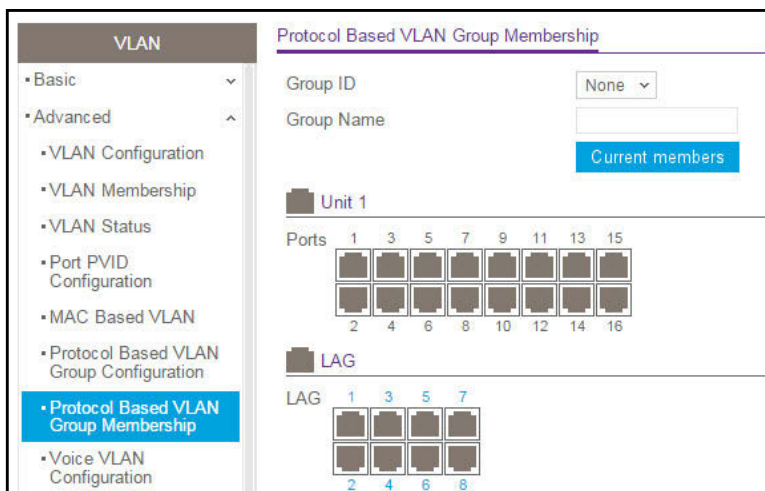 VLAN
Basic
Advanced
VLAN Configuration
VLAN Membership
VLAN Status
Port PVID
Configuration
MAC Based VLAN
Protocol Based VLAN
Group Configuration
Protocol Based VLAN
Group Membership
Voice VLAN
Configuration
Protocol Based VLAN Group Membership
Group ID
None
Group Name
Current members
Unit 1
Ports 1 3 5 7 9 11 13 15
2 4 6 8 10 12 14 16
LAG
LAG 1 3 5 7
2 4 6 8